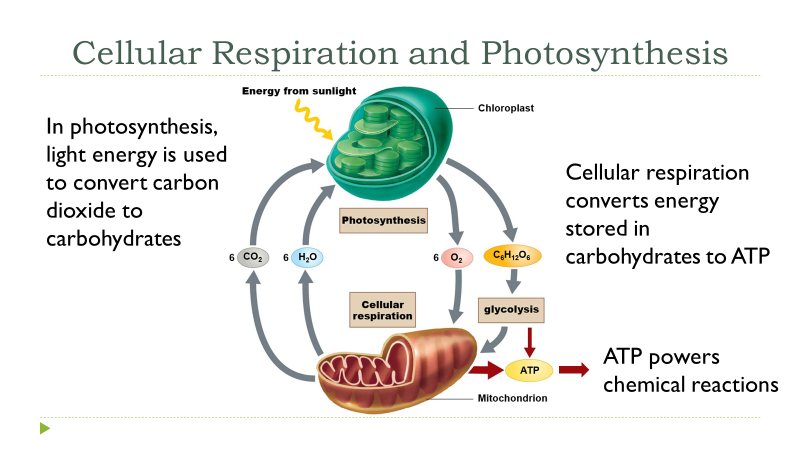 Cellular Respiration and Photosynthesis
Energy from sunlight
Chloroplast
In photosynthesis,
light energy is used
to convert carbon
dioxide to
carbohydrates
Cellular respiration
converts energy
stored in
carbohydrates to ATP
Photosynthesis
6 CO₂
6 H₂O
6 O₂
C₆H₁₂O₆
Cellular
respiration
glycolysis
ATP
ATP powers
chemical reactions
Mitochondrion